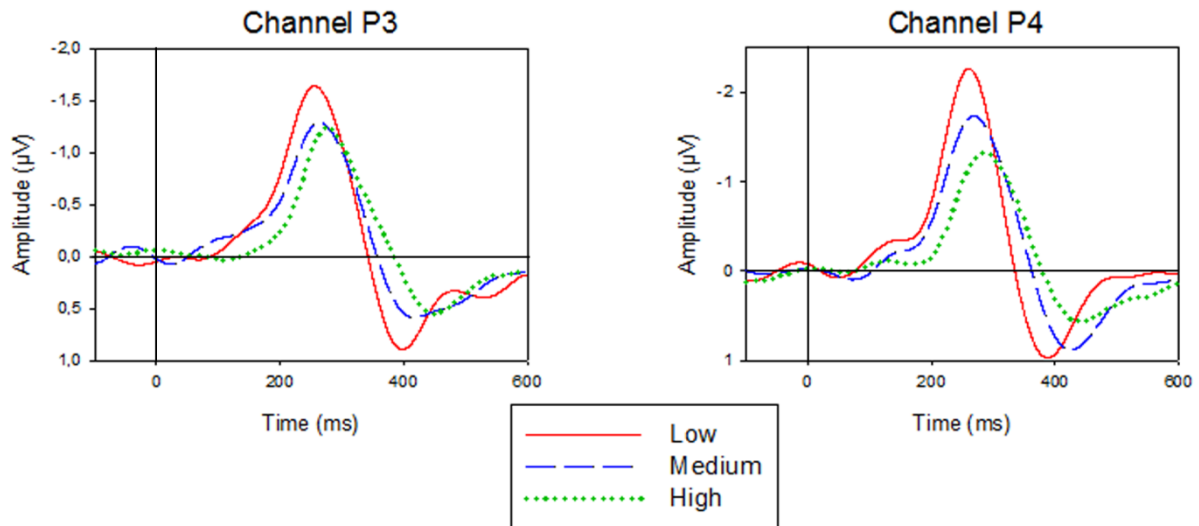 Channel P3
-2,0
-1,5
-1,0
-0,5
0,0
0,5
1,0
Amplitude (µV)
0
200
400
600
Time (ms)
Channel P4
-2
-1
0
1
Amplitude (µV)
0
200
400
600
Time (ms)
Low
Medium
High